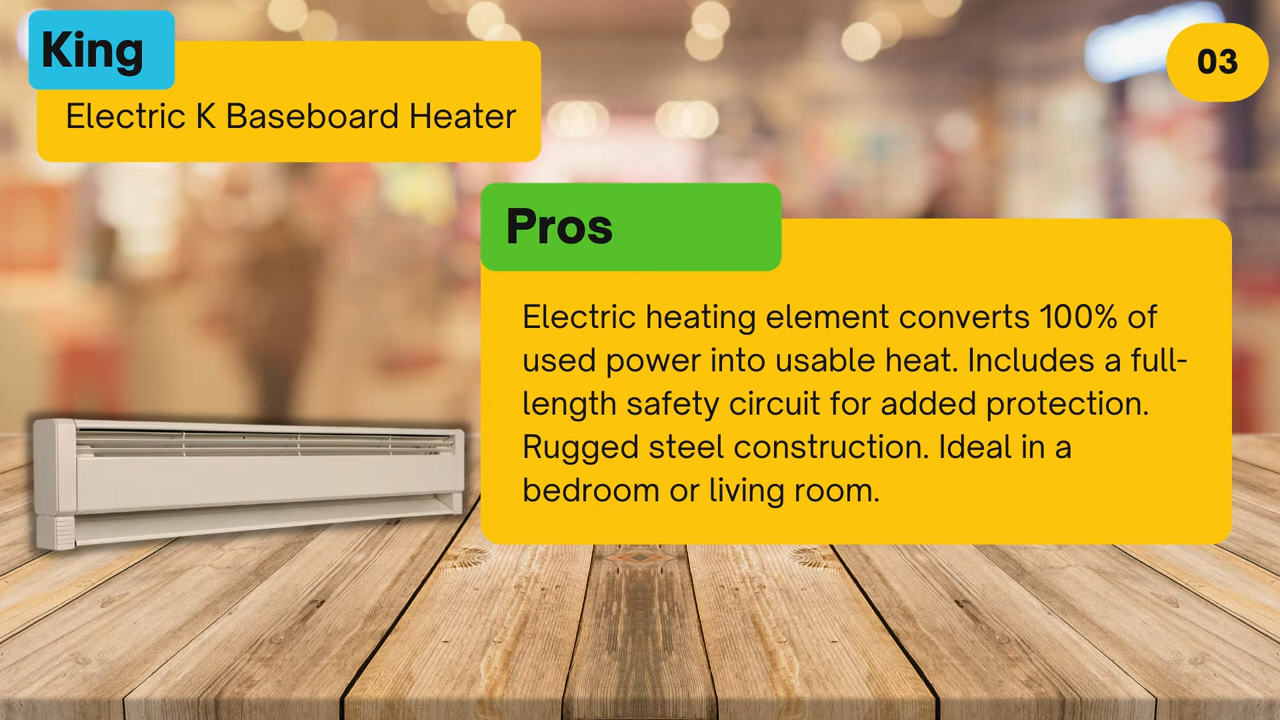 King
Electric K Baseboard Heater
03
Pros
Electric heating element converts 100% of
used power into usable heat. Includes a full-
length safety circuit for added protection.
Rugged steel construction. Ideal in a
bedroom or living room.